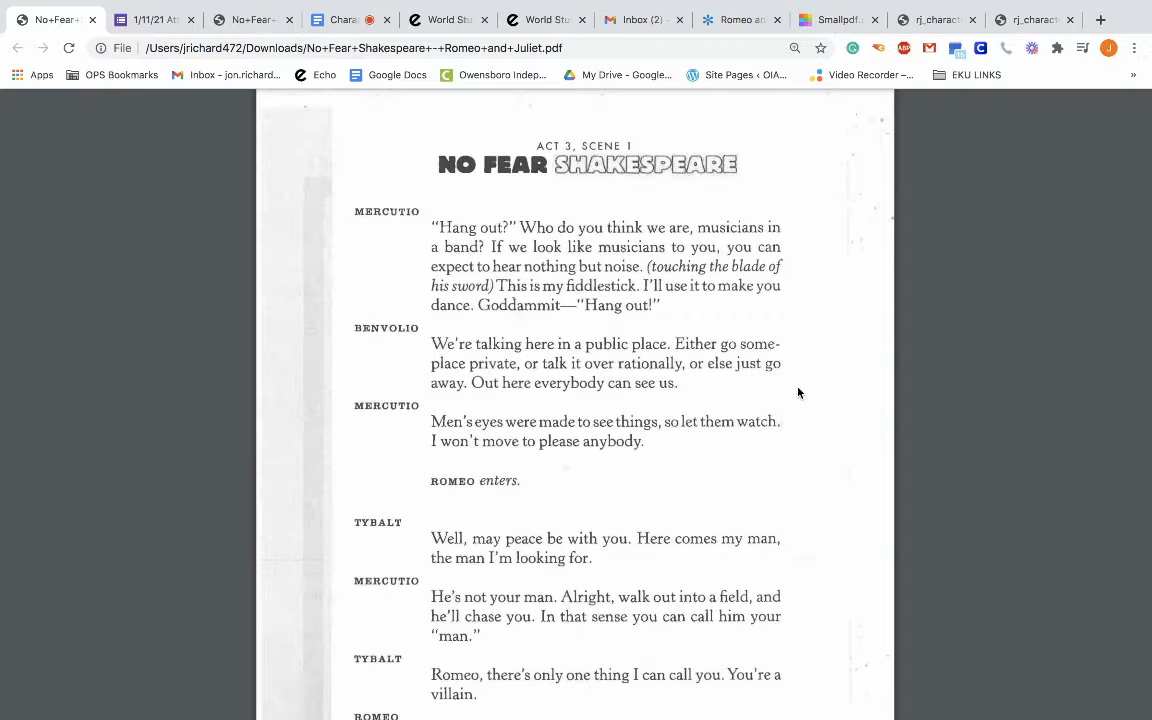 No+Fear+
1/11/21 Att
No+Fear+
Chara
World Stu
World Stu
Inbox (2) -
Romeo an
Smallpdf.c
rj_charact
rj_charact
File
/Users/jrichard472/Downloads/No+Fear+Shakespeare+-+Romeo+and+Juliet.pdf
Apps
OPS Bookmarks
Inbox - jon.richard...
Echo
Google Docs
Owensboro Indep...
My Drive - Google...
Site Pages ‹ OIA...
Video Recorder –...
EKU LINKS
»
ACT 3, SCENE 1
NO FEAR SHAKESPEARE
MERCUTIO
“Hang out?” Who do you think we are, musicians in
a band? If we look like musicians to you, you can
expect to hear nothing but noise. (touching the blade of
his sword) This is my fiddlestick. I’ll use it to make you
dance. Goddammit—“Hang out!”
BENVOLIO
We’re talking here in a public place. Either go some-
place private, or talk it over rationally, or else just go
away. Out here everybody can see us.
MERCUTIO
Men’s eyes were made to see things, so let them watch.
I won’t move to please anybody.
ROMEO enters.
TYBALT
Well, may peace be with you. Here comes my man,
the man I’m looking for.
MERCUTIO
He’s not your man. Alright, walk out into a field, and
he’ll chase you. In that sense you can call him your
“man.”
TYBALT
Romeo, there’s only one thing I can call you. You’re a
villain.
ROMEO